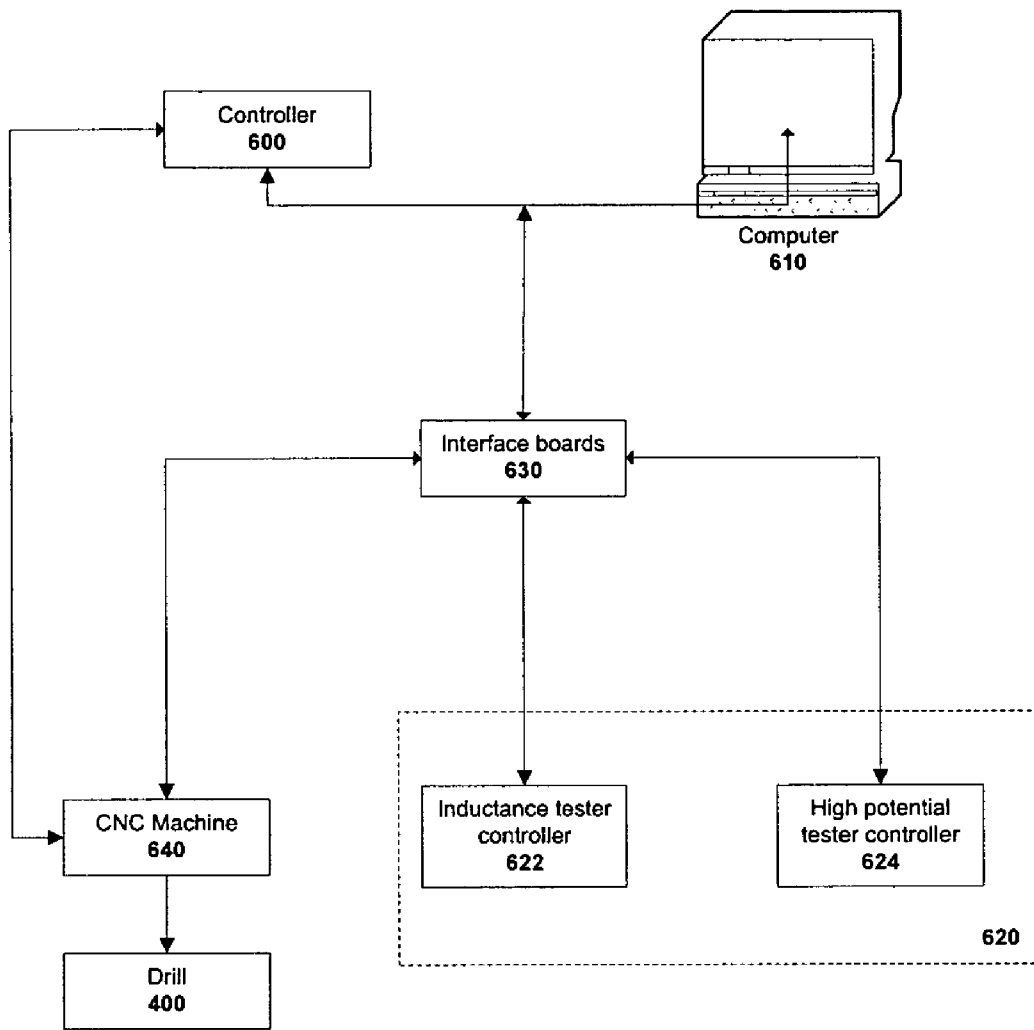 Controller
600
Computer
610
Interface boards
630
CNC Machine
640
Inductance tester
controller
622
High potential
tester controller
624
620
Drill
400